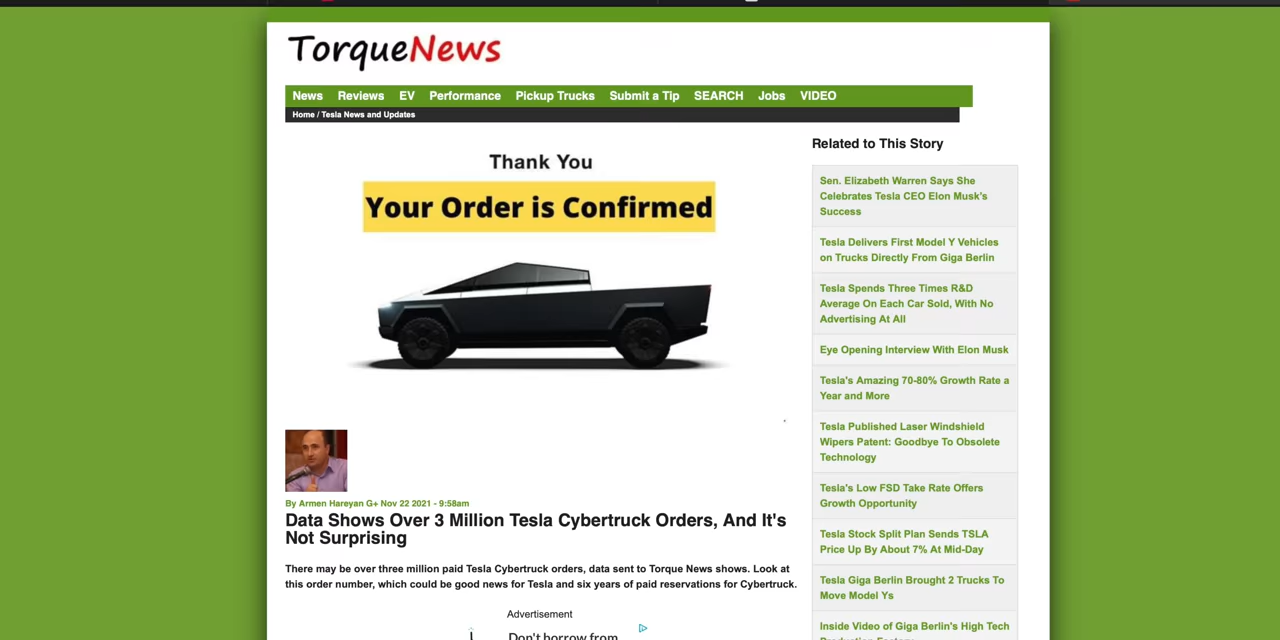 TorqueNews
News Reviews EV Performance Pickup Trucks Submit a Tip SEARCH Jobs VIDEO
Home / Tesla News and Updates
Thank You
Your Order is Confirmed
By Armen Hareyan G+ Nov 22 2021 - 9:58am
Data Shows Over 3 Million Tesla Cybertruck Orders, And It's
Not Surprising
There may be over three million paid Tesla Cybertruck orders, data sent to Torque News shows. Look at
this order number, which could be good news for Tesla and six years of paid reservations for Cybertruck.
Advertisement
Don't borrow from
Related to This Story
Sen. Elizabeth Warren Says She
Celebrates Tesla CEO Elon Musk's
Success
Tesla Delivers First Model Y Vehicles
on Trucks Directly From Giga Berlin
Tesla Spends Three Times R&D
Average On Each Car Sold, With No
Advertising At All
Eye Opening Interview With Elon Musk
Tesla's Amazing 70-80% Growth Rate a
Year and More
Tesla Published Laser Windshield
Wipers Patent: Goodbye To Obsolete
Technology
Tesla's Low FSD Take Rate Offers
Growth Opportunity
Tesla Stock Split Plan Sends TSLA
Price Up By About 7% At Mid-Day
Tesla Giga Berlin Brought 2 Trucks To
Move Model Ys
Inside Video of Giga Berlin's High Tech